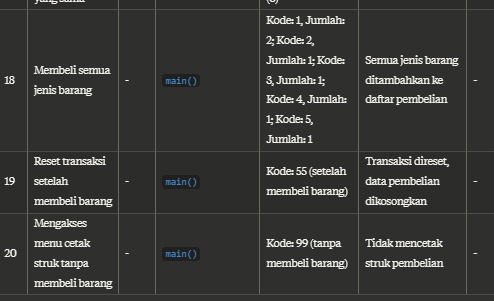 yang sama
(6)
18
Membeli semua
jenis barang
-
main()
Kode: 1, Jumlah:
2; Kode: 2,
Jumlah: 1; Kode:
3, Jumlah: 1;
Kode: 4, Jumlah:
1; Kode: 5,
Jumlah: 1
Semua jenis barang
ditambahkan ke
daftar pembelian
-
19
Reset transaksi
setelah
membeli barang
-
main()
Kode: 55 (setelah
membeli barang)
Transaksi direset,
data pembelian
dikosongkan
-
20
Mengakses
menu cetak
struk tanpa
membeli barang
-
main()
Kode: 99 (tanpa
membeli barang)
Tidak mencetak
struk pembelian
-